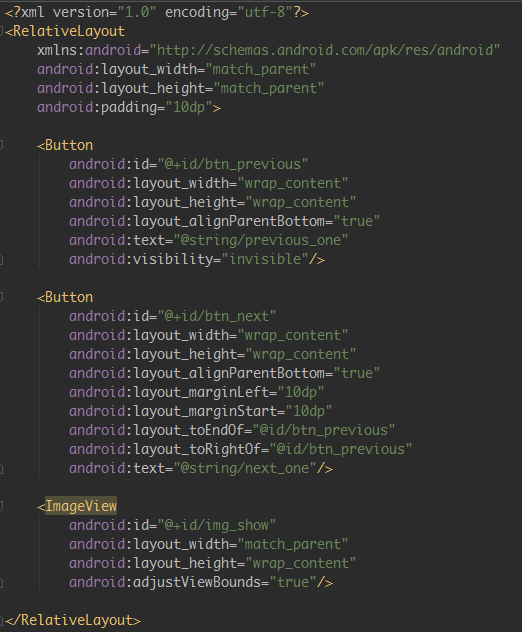 <?xml version="1.0" encoding="utf-8"?>
<RelativeLayout
    xmlns:android="http://schemas.android.com/apk/res/android"
    android:layout_width="match_parent"
    android:layout_height="match_parent"
    android:padding="10dp">

    <Button
        android:id="@+id/btn_previous"
        android:layout_width="wrap_content"
        android:layout_height="wrap_content"
        android:layout_alignParentBottom="true"
        android:text="@string/previous_one"
        android:visibility="invisible"/>

    <Button
        android:id="@+id/btn_next"
        android:layout_width="wrap_content"
        android:layout_height="wrap_content"
        android:layout_alignParentBottom="true"
        android:layout_marginLeft="10dp"
        android:layout_marginStart="10dp"
        android:layout_toEndOf="@id/btn_previous"
        android:layout_toRightOf="@id/btn_previous"
        android:text="@string/next_one"/>

    <ImageView
        android:id="@+id/img_show"
        android:layout_width="match_parent"
        android:layout_height="wrap_content"
        android:adjustViewBounds="true"/>

</RelativeLayout>